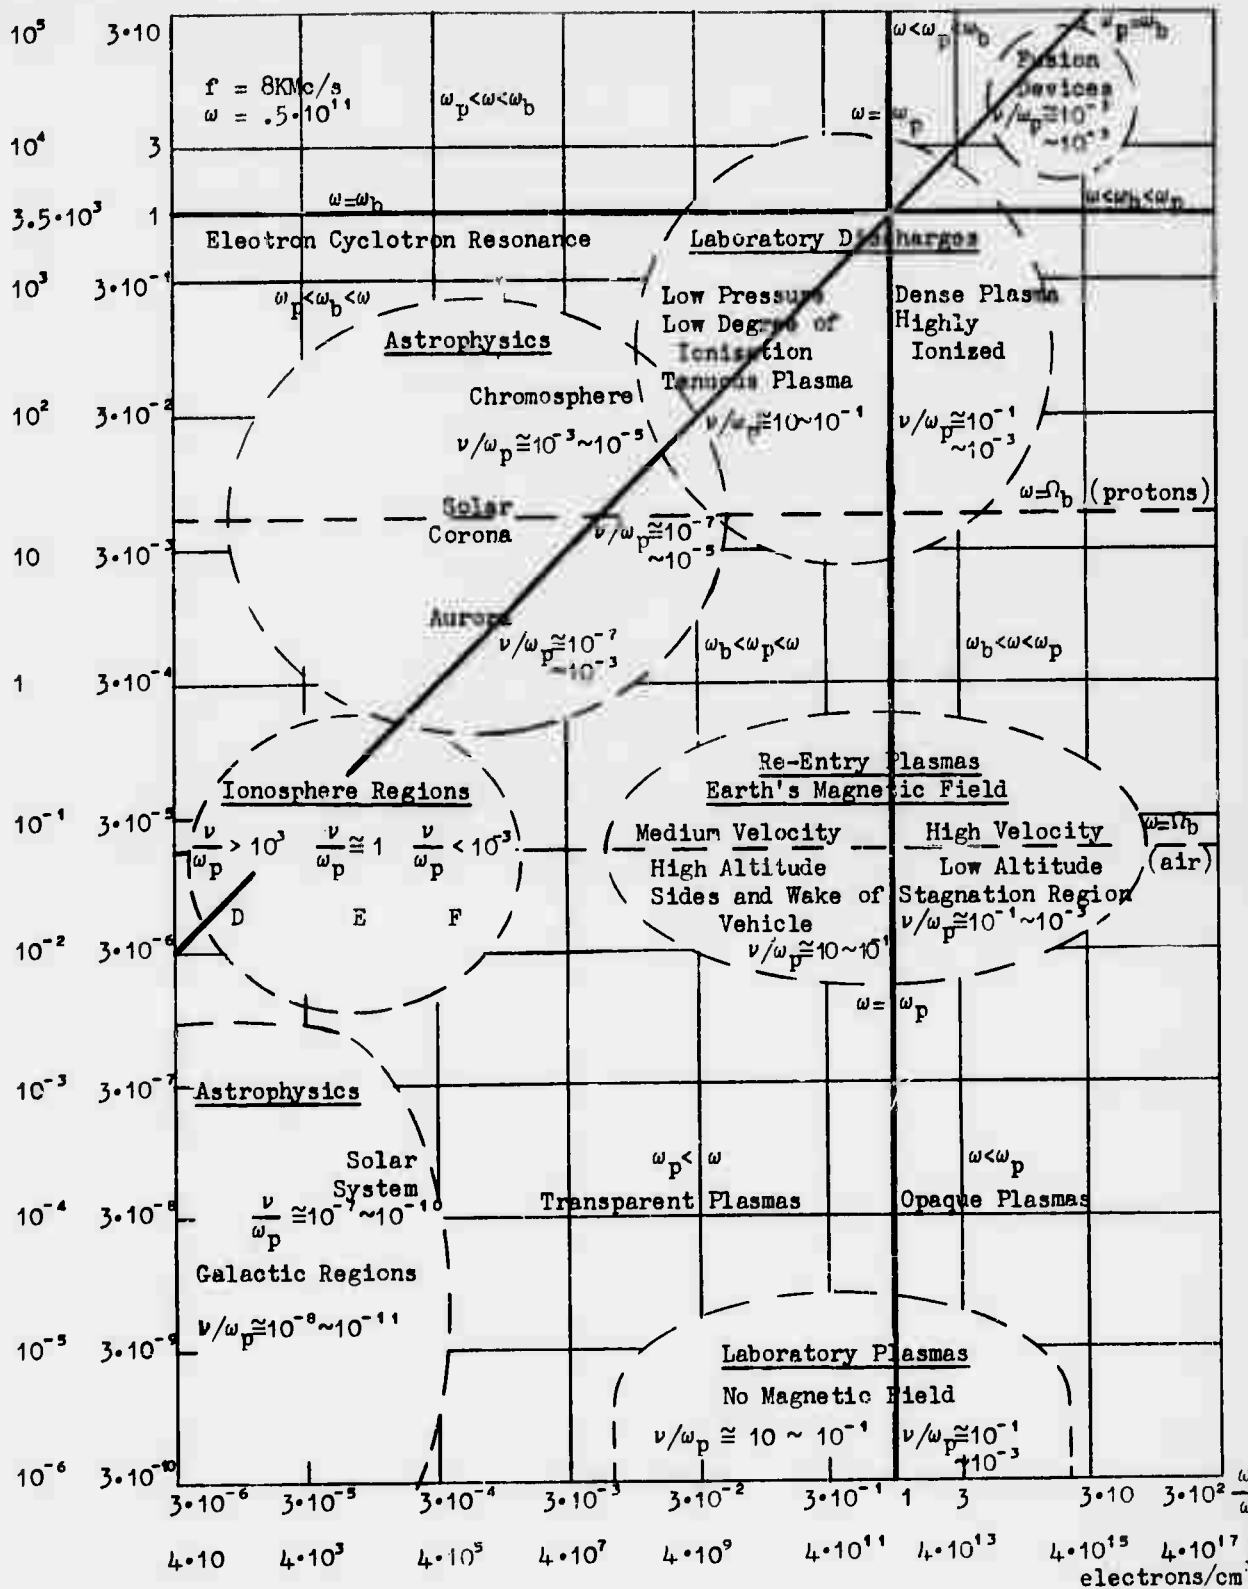 10⁵ 3·10 ω<ω_p<ω_b ω_p=ω_b
f = 8KMc/s
ω = .5·10¹¹
ω_p<ω<ω_b
Fusion
Devices
ν/ω_p≅10⁻¹
~10⁻³
ω= ω_p
10⁴ 3
3.5·10³ 1 ω=ω_b ω<ω_b<ω_p
Electron Cyclotron Resonance Laboratory Discharges
10³ 3·10⁻¹
ω_p<ω_b<ω
Low Pressure Dense Plasma
Low Degree of Highly
Ionization Ionized
Tenuous Plasma
ν/ω_p≅10~10⁻¹ ν/ω_p≅10⁻¹
~10⁻³
Astrophysics
Chromosphere
ν/ω_p≅10⁻³~10⁻⁵
10² 3·10⁻²
ω=Ω_b (protons)
Solar
Corona
ν/ω_p≅10⁻⁷
~10⁻⁵
10 3·10⁻³
Aurora
ν/ω_p≅10⁻⁷
~10⁻³
ω_b<ω_p<ω ω_b<ω<ω_p
1 3·10⁻⁴
Ionosphere Regions
ν/ω_p > 10³ ν/ω_p ≅ 1 ν/ω_p < 10⁻³
D E F
Re-Entry Plasmas
Earth's Magnetic Field
Medium Velocity High Velocity
High Altitude Low Altitude
Sides and Wake of Stagnation Region
Vehicle
ν/ω_p≅10~10⁻¹ ν/ω_p≅10⁻¹~10⁻³
10⁻¹ 3·10⁻⁵ ω=Ω_b
(air)
10⁻² 3·10⁻⁶
ω= ω_p
10⁻³ 3·10⁻⁷
Astrophysics
Solar
System
ν/ω_p ≅10⁻⁷~10⁻¹⁰
ω_p< ω ω<ω_p
Transparent Plasmas Opaque Plasmas
10⁻⁴ 3·10⁻⁸
Galactic Regions
ν/ω_p≅10⁻⁸~10⁻¹¹
10⁻⁵ 3·10⁻⁹
Laboratory Plasmas
No Magnetic Field
ν/ω_p ≅ 10 ~ 10⁻¹ ν/ω_p≅10⁻¹
~10⁻³
10⁻⁶ 3·10⁻¹⁰
3·10⁻⁶ 3·10⁻⁵ 3·10⁻⁴ 3·10⁻³ 3·10⁻² 3·10⁻¹ 1 3 3·10 3·10²
4·10 4·10³ 4·10⁵ 4·10⁷ 4·10⁹ 4·10¹¹ 4·10¹³ 4·10¹⁵ 4·10¹⁷
electrons/cm